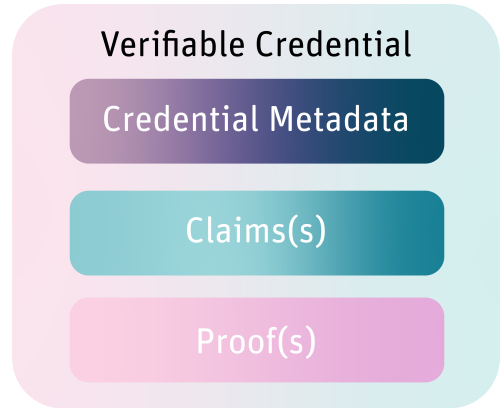 Verifiable Credential
Credential Metadata
Claims(s)
Proof(s)